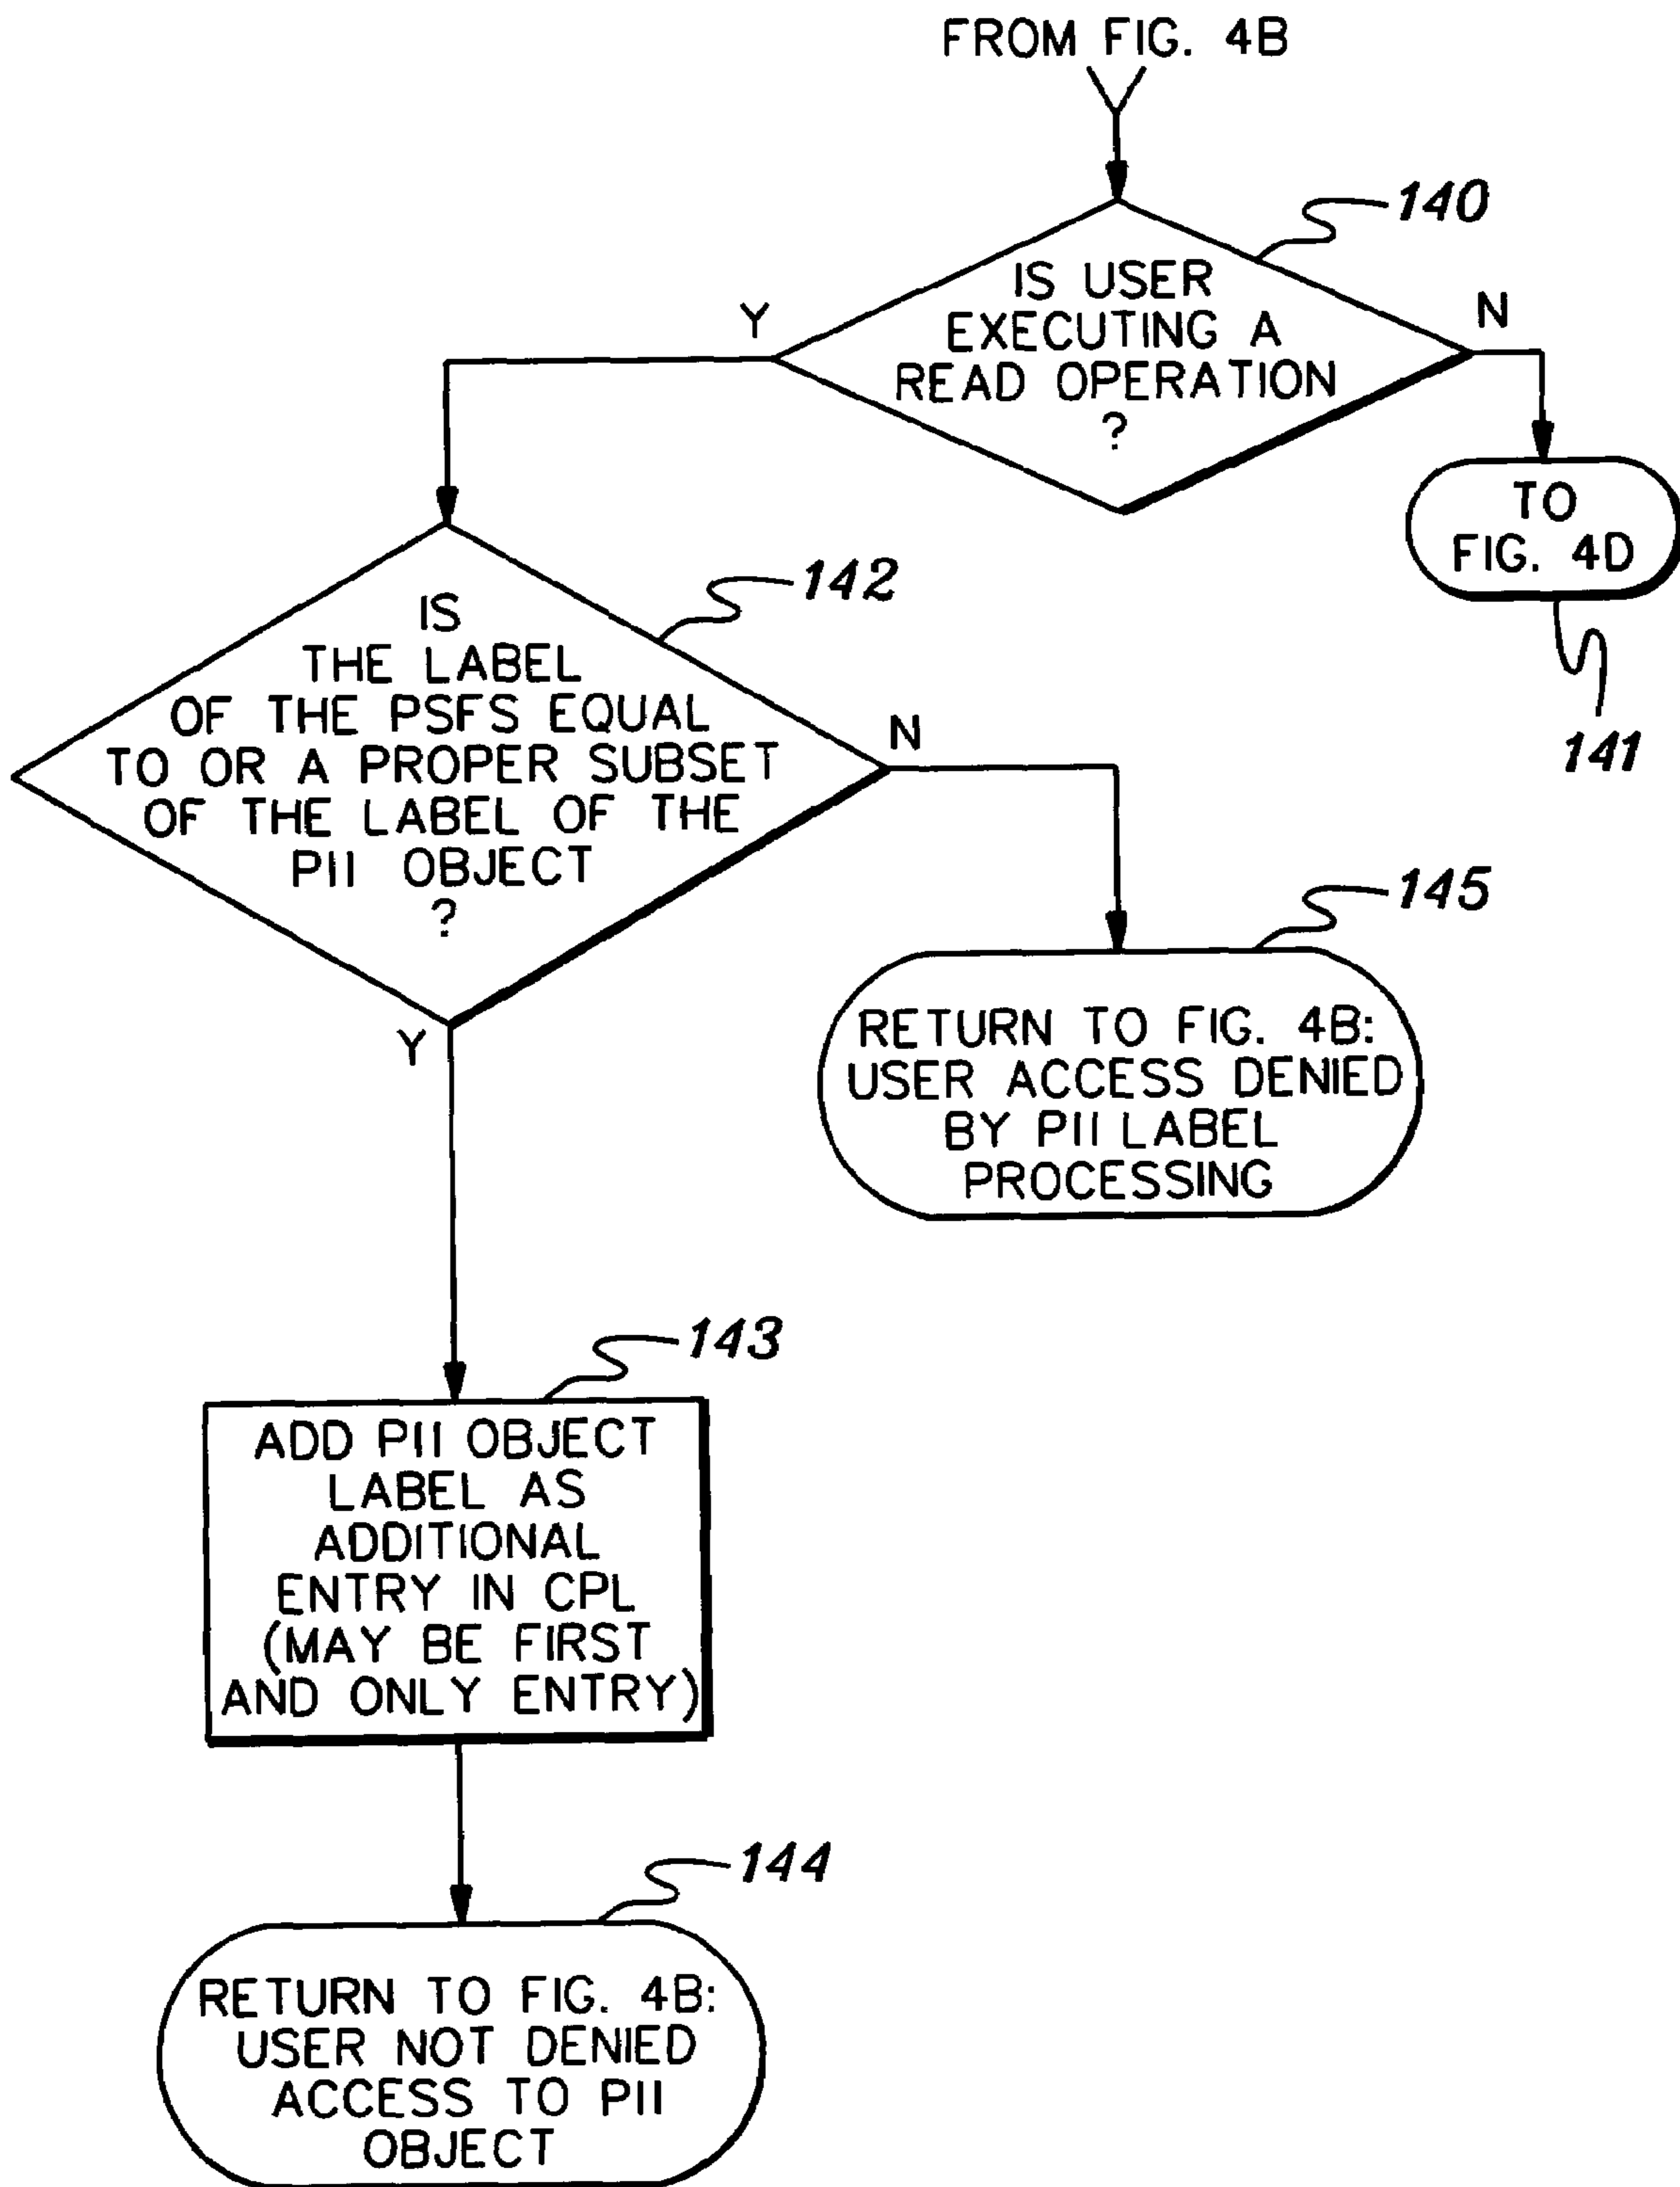 FROM FIG. 4B
140
IS USER
EXECUTING A
READ OPERATION
?
Y
N
TO
FIG. 4D
141
142
IS
THE LABEL
OF THE PSFS EQUAL
TO OR A PROPER SUBSET
OF THE LABEL OF THE
PII OBJECT
?
N
Y
145
RETURN TO FIG. 4B:
USER ACCESS DENIED
BY PII LABEL
PROCESSING
143
ADD PII OBJECT
LABEL AS
ADDITIONAL
ENTRY IN CPL
(MAY BE FIRST
AND ONLY ENTRY)
144
RETURN TO FIG. 4B:
USER NOT DENIED
ACCESS TO PII
OBJECT